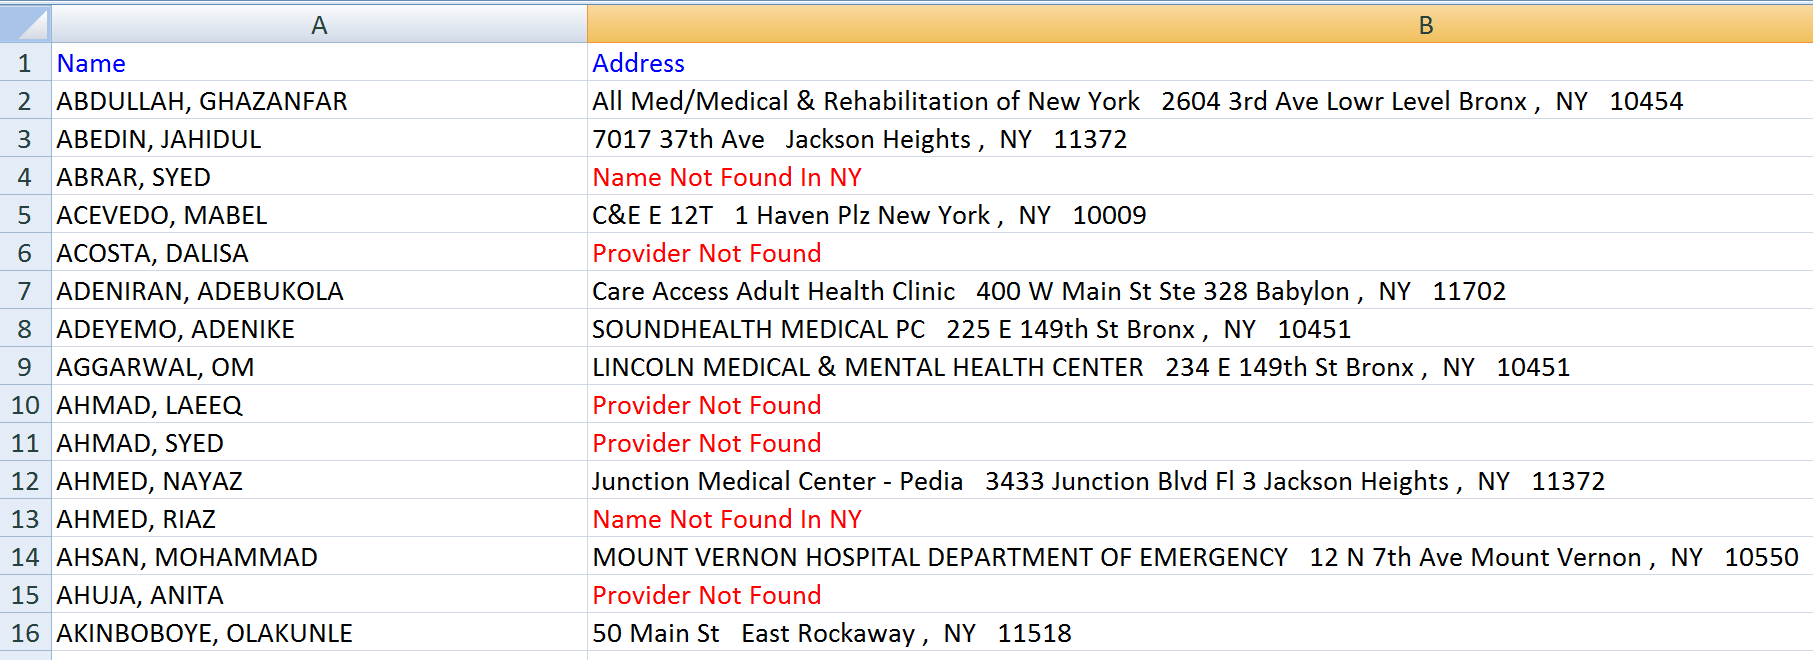 A B
1 Name Address
2 ABDULLAH, GHAZANFAR All Med/Medical & Rehabilitation of New York 2604 3rd Ave Lowr Level Bronx , NY 10454
3 ABEDIN, JAHIDUL 7017 37th Ave Jackson Heights , NY 11372
4 ABRAR, SYED Name Not Found In NY
5 ACEVEDO, MABEL C&E E 12T 1 Haven Plz New York , NY 10009
6 ACOSTA, DALISA Provider Not Found
7 ADENIRAN, ADEBUKOLA Care Access Adult Health Clinic 400 W Main St Ste 328 Babylon , NY 11702
8 ADEYEMO, ADENIKE SOUNDHEALTH MEDICAL PC 225 E 149th St Bronx , NY 10451
9 AGGARWAL, OM LINCOLN MEDICAL & MENTAL HEALTH CENTER 234 E 149th St Bronx , NY 10451
10 AHMAD, LAEEQ Provider Not Found
11 AHMAD, SYED Provider Not Found
12 AHMED, NAYAZ Junction Medical Center - Pedia 3433 Junction Blvd Fl 3 Jackson Heights , NY 11372
13 AHMED, RIAZ Name Not Found In NY
14 AHSAN, MOHAMMAD MOUNT VERNON HOSPITAL DEPARTMENT OF EMERGENCY 12 N 7th Ave Mount Vernon , NY 10550
15 AHUJA, ANITA Provider Not Found
16 AKINBOBOYE, OLAKUNLE 50 Main St East Rockaway , NY 11518